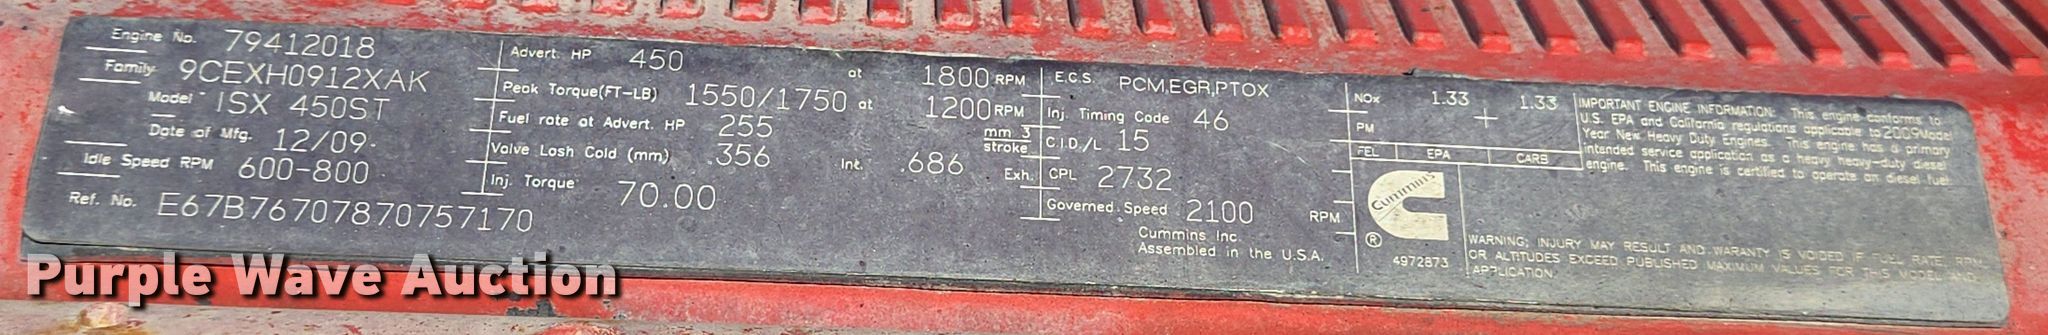 Engine No. 79412018
Family 9CEXH0912XAK
Model ISX 450ST
Date of Mfg. 12/09
Idle Speed RPM 600-800
Ref. No. E67B76707870757170
Advert. HP 450 at 1800 RPM
Peak Torque(FT-LB) 1550/1750 at 1200 RPM
Fuel rate at Advert. HP 255 mm 3 stroke
Valve Lash Cold (mm) .356 Int. .686 Exh.
Inj. Torque 70.00
E.C.S. PCM,EGR,PTOX
Inj. Timing Code 46
C.I.D./L 15
CPL 2732
Governed Speed 2100 RPM
Cummins Inc.
Assembled in the U.S.A.
NOx 1.33 + 1.33
PM
FEL EPA CARB
Cummins
®
4972873
IMPORTANT ENGINE INFORMATION: This engine conforms to
U.S. EPA and California regulations applicable to 2009 Model
Year New Heavy Duty Engines. This engine has a primary
intended service application as a heavy heavy-duty diesel
engine. This engine is certified to operate on diesel fuel.
WARNING; INJURY MAY RESULT AND WARANTY IS VOIDED IF FUEL RATE, RPM
OR ALTITUDES EXCEED PUBLISHED MAXIMUM VALUES FOR THIS MODEL AND
APPLICATION.
Purple Wave Auction